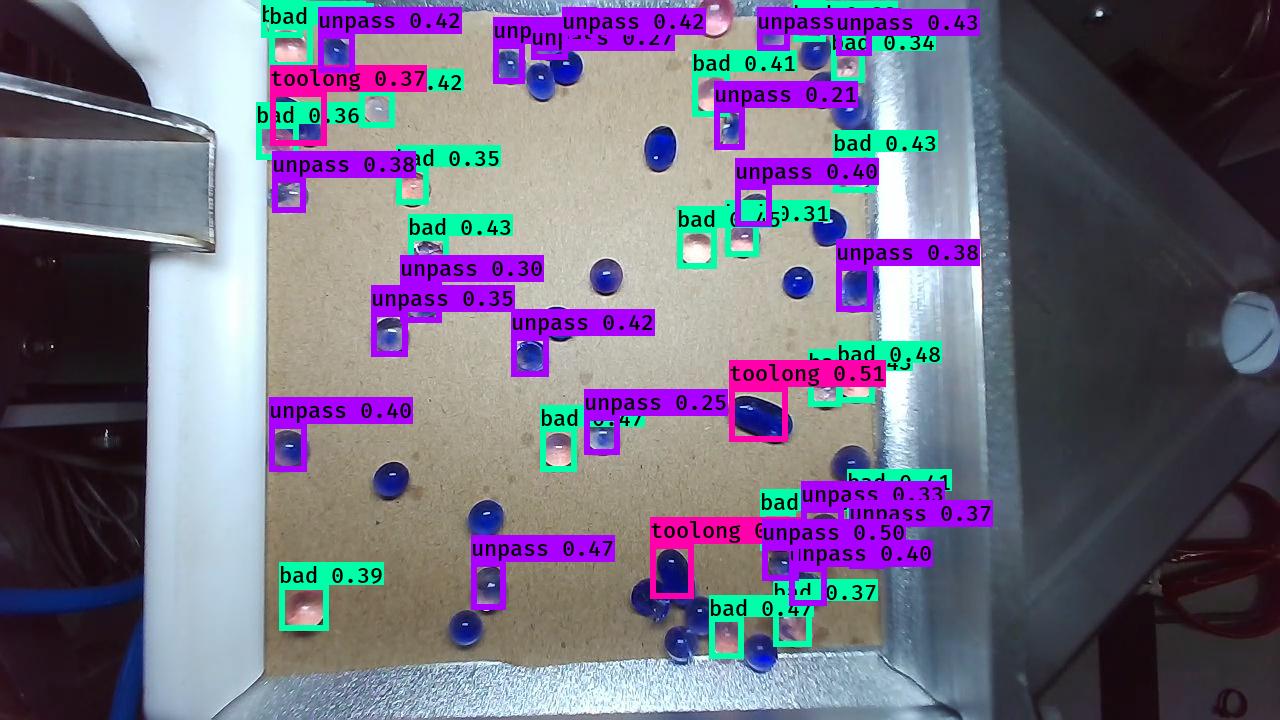 bad
unpass 0.42
unpass 0.42
unpass 0.43
bad 0.34
toolong 0.37
.42
bad 0.41
unpass 0.21
bad 0.36
bad 0.43
unpass 0.38
bad 0.35
unpass 0.40
bad 0.43
bad
0.31
unpass 0.38
unpass 0.30
unpass 0.35
unpass 0.42
bad 0.48
toolong 0.51
unpass 0.40
unpass 0.25
bad 0.47
bad 0.41
unpass 0.33
bad
unpass 0.37
toolong
unpass 0.50
unpass 0.47
unpass 0.40
bad 0.39
bad 0.37
bad 0.47